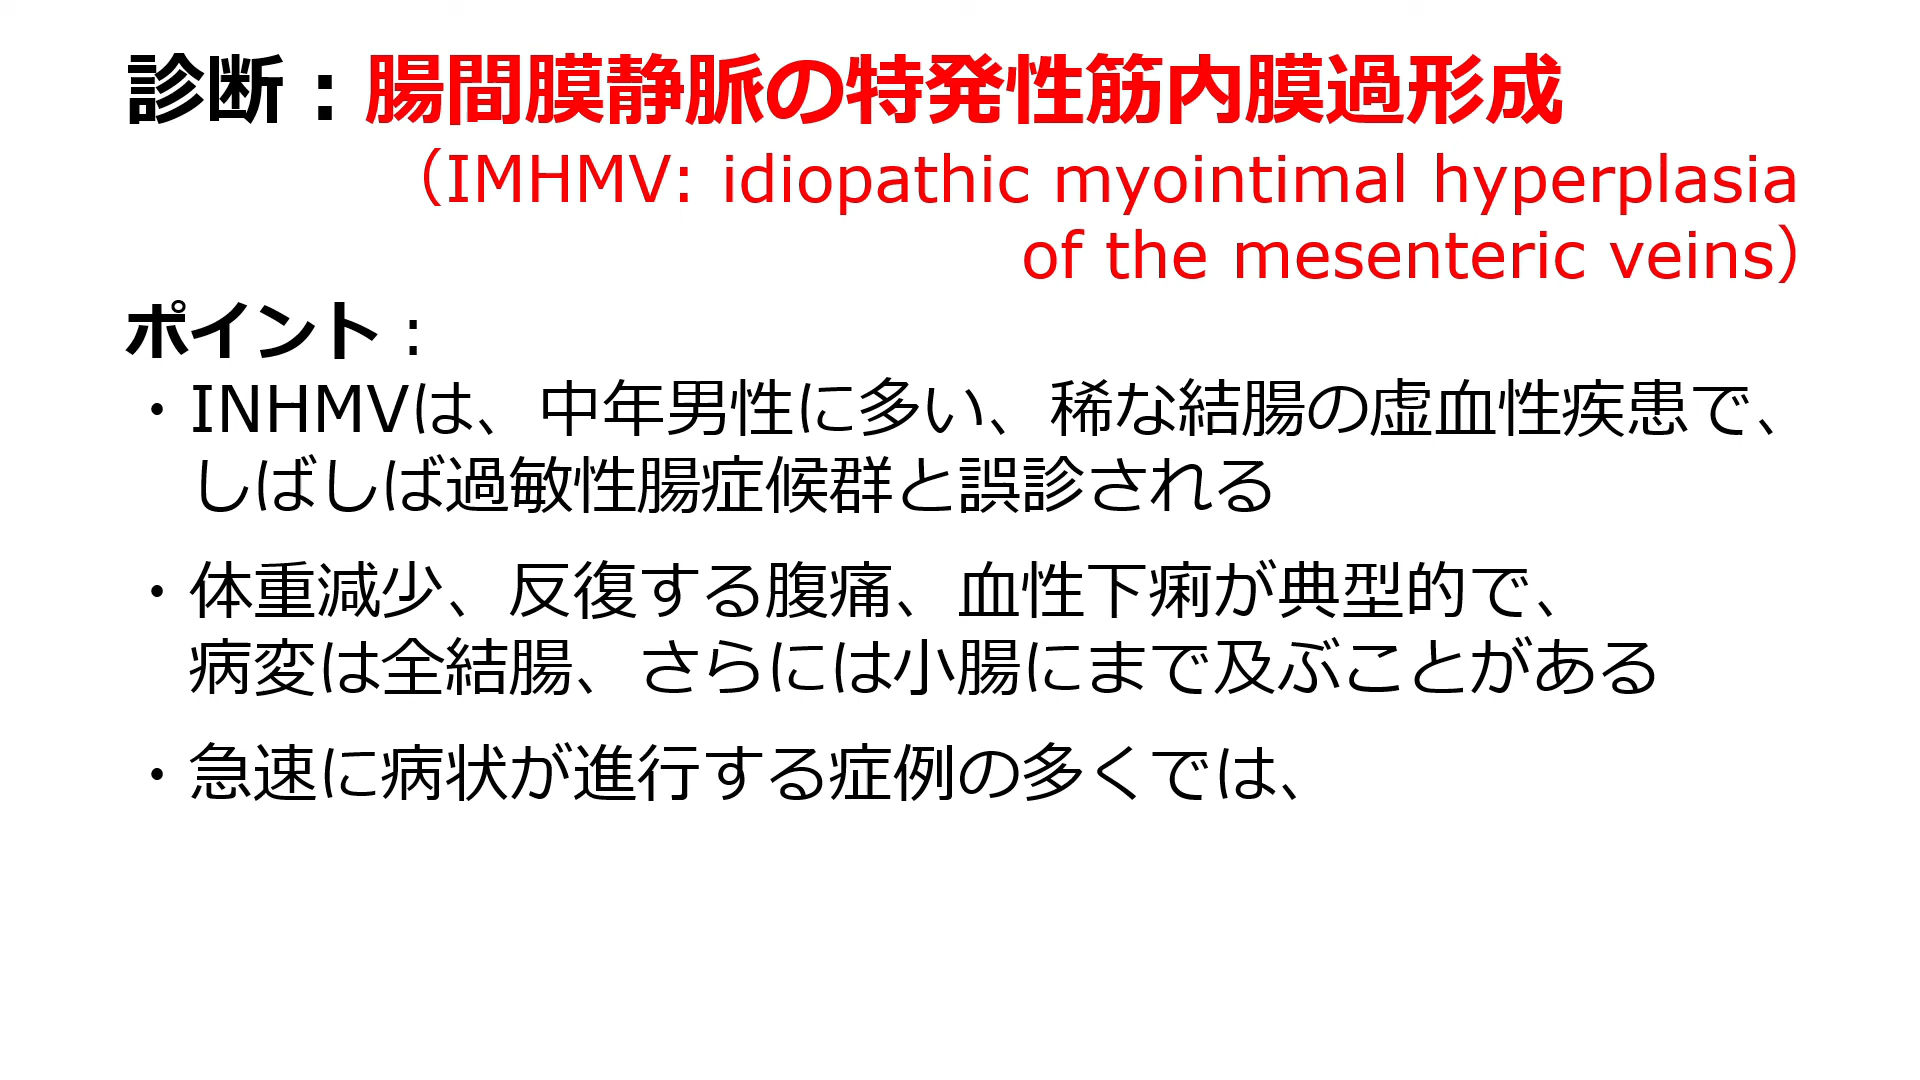 診断：腸間膜静脈の特発性筋内膜過形成
（IMHMV: idiopathic myointimal hyperplasia
of the mesenteric veins）
ポイント：
・INHMVは、中年男性に多い、稀な結腸の虚血性疾患で、
しばしば過敏性腸症候群と誤診される
・体重減少、反復する腹痛、血性下痢が典型的で、
病変は全結腸、さらには小腸にまで及ぶことがある
・急速に病状が進行する症例の多くでは、